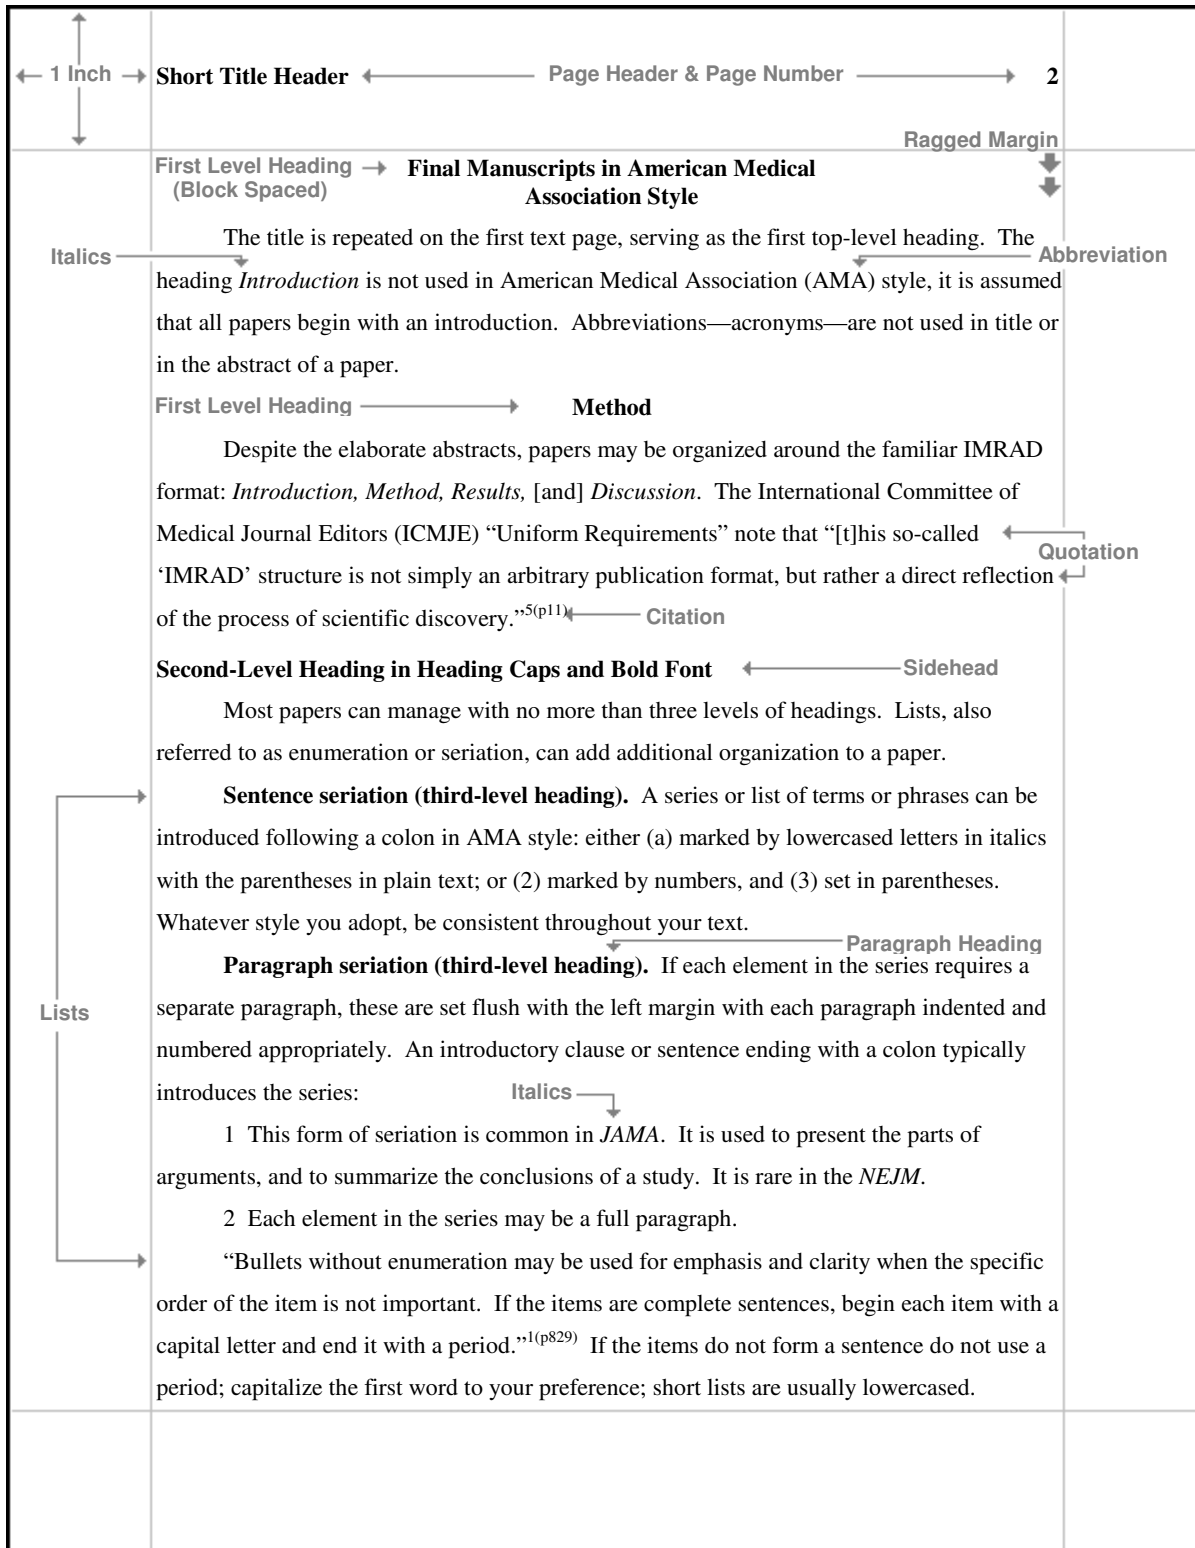 1 Inch
Short Title Header
Page Header & Page Number
2
Ragged Margin
First Level Heading
(Block Spaced)
Final Manuscripts in American Medical
Association Style
The title is repeated on the first text page, serving as the first top-level heading.  The
Italics
Abbreviation
heading Introduction is not used in American Medical Association (AMA) style, it is assumed
that all papers begin with an introduction.  Abbreviations—acronyms—are not used in title or
in the abstract of a paper.
First Level Heading
Method
Despite the elaborate abstracts, papers may be organized around the familiar IMRAD
format: Introduction, Method, Results, [and] Discussion.  The International Committee of
Medical Journal Editors (ICMJE) “Uniform Requirements” note that “[t]his so-called
Quotation
‘IMRAD’ structure is not simply an arbitrary publication format, but rather a direct reflection
of the process of scientific discovery.”5(p11)
Citation
Second-Level Heading in Heading Caps and Bold Font
Sidehead
Most papers can manage with no more than three levels of headings.  Lists, also
referred to as enumeration or seriation, can add additional organization to a paper.
Sentence seriation (third-level heading).  A series or list of terms or phrases can be
introduced following a colon in AMA style: either (a) marked by lowercased letters in italics
with the parentheses in plain text; or (2) marked by numbers, and (3) set in parentheses.
Whatever style you adopt, be consistent throughout your text.
Paragraph Heading
Paragraph seriation (third-level heading).  If each element in the series requires a
separate paragraph, these are set flush with the left margin with each paragraph indented and
Lists
numbered appropriately.  An introductory clause or sentence ending with a colon typically
introduces the series:
Italics
1  This form of seriation is common in JAMA.  It is used to present the parts of
arguments, and to summarize the conclusions of a study.  It is rare in the NEJM.
2  Each element in the series may be a full paragraph.
“Bullets without enumeration may be used for emphasis and clarity when the specific
order of the item is not important.  If the items are complete sentences, begin each item with a
capital letter and end it with a period.”1(p829)  If the items do not form a sentence do not use a
period; capitalize the first word to your preference; short lists are usually lowercased.